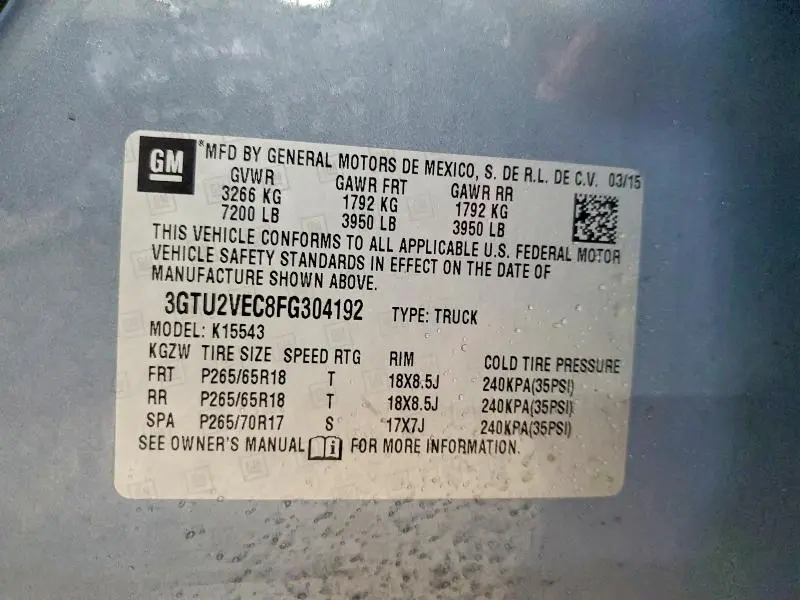 GM
*MFD BY GENERAL MOTORS DE MEXICO, S. DE R.L. DE C.V. 03/15
GVWR GAWR FRT GAWR RR
3266 KG 1792 KG 1792 KG
7200 LB 3950 LB 3950 LB
THIS VEHICLE CONFORMS TO ALL APPLICABLE U.S. FEDERAL MOTOR
VEHICLE SAFETY STANDARDS IN EFFECT ON THE DATE OF
MANUFACTURE SHOWN ABOVE.
3GTU2VEC8FG304192 TYPE: TRUCK
MODEL: K15543
KGZW TIRE SIZE SPEED RTG RIM COLD TIRE PRESSURE
FRT P265/65R18 T 18X8.5J 240KPA(35PSI)
RR P265/65R18 T 18X8.5J 240KPA(35PSI)
SPA P265/70R17 S 17X7J 240KPA(35PSI)
SEE OWNER'S MANUAL i FOR MORE INFORMATION.